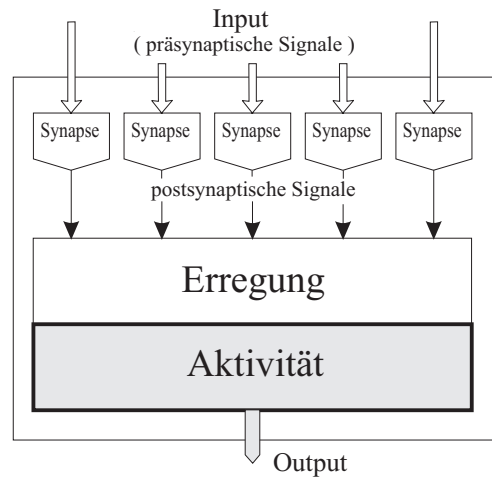 Input
( präsynaptische Signale )
Synapse Synapse Synapse Synapse Synapse
postsynaptische Signale
Erregung
Aktivität
Output